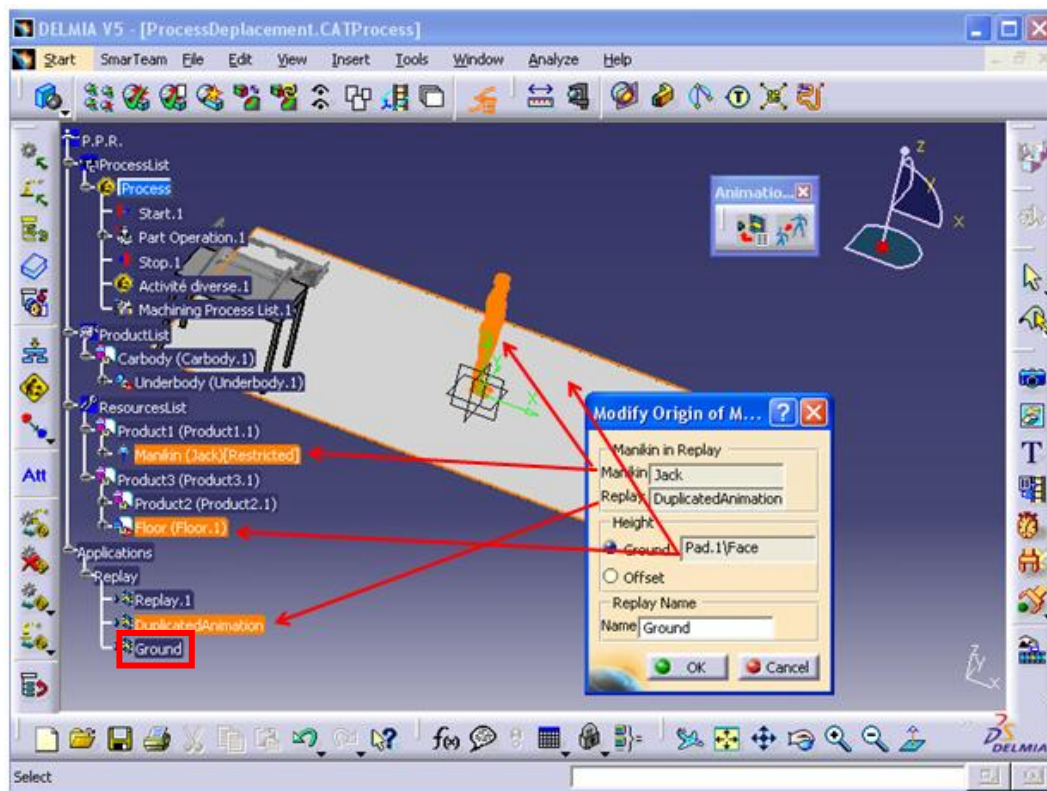 DELMIA V5 - [ProcessDeplacement.CATProcess]
Start SmarTeam File Edit View Insert Tools Window Analyze Help
P.P.R.
ProcessList
Process
Start.1
Part Operation.1
Stop.1
Activité diverse.1
Machining Process List.1
ProductList
Carbody (Carbody.1)
Underbody (Underbody.1)
ResourcesList
Product1 (Product1.1)
Manikin (Jack)[Restricted]
Product3 (Product3.1)
Product2 (Product2.1)
Floor (Floor.1)
Applications
Replay
Replay.1
DuplicatedAnimation
Ground
Att
Animatio...
z
y
x
Y
X
Modify Origin of M...
Manikin in Replay
Manikin Jack
Replay DuplicatedAnimation
Height
Ground Pad.1\Face
Offset
Replay Name
Name Ground
OK Cancel
T
z
y
x
f(x)
DS
DELMIA
Select